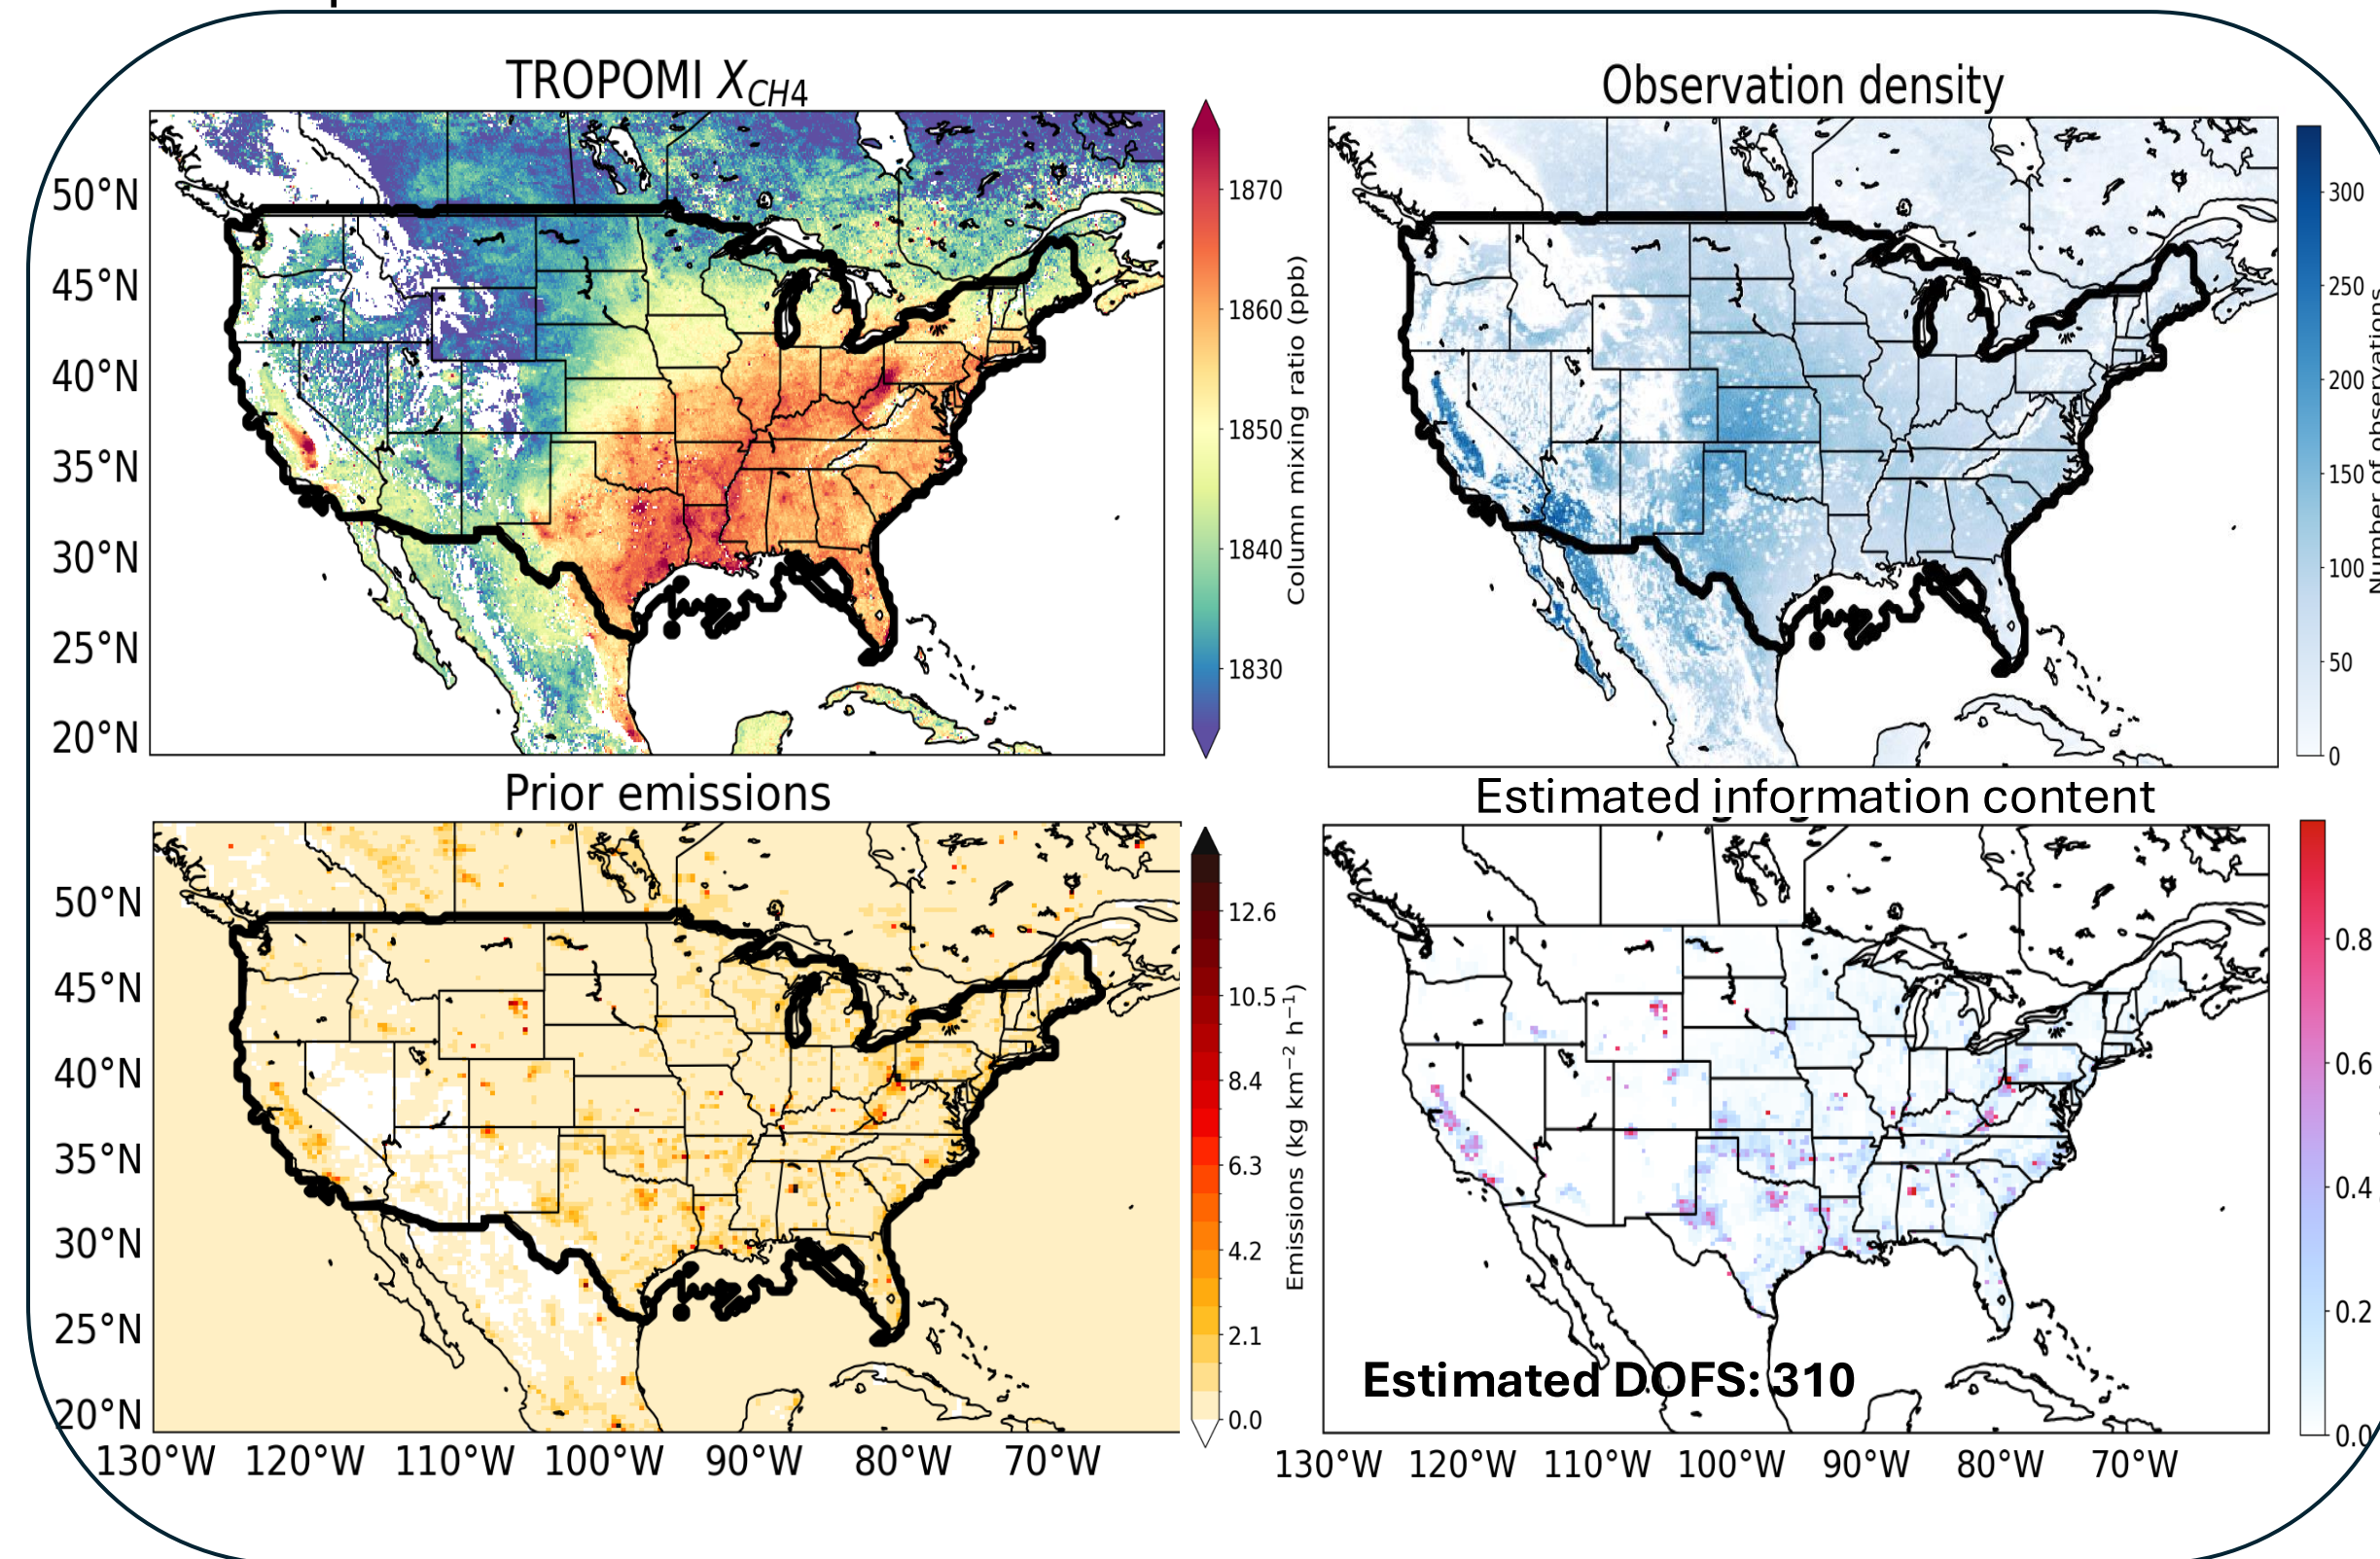 TROPOMI X_CH4
50°N
45°N
40°N
35°N
30°N
25°N
20°N
1870
1860
1850
1840
1830
Column mixing ratio (ppb)
Observation density
300
250
200
150
100
50
0
Number of observations
Prior emissions
50°N
45°N
40°N
35°N
30°N
25°N
20°N
130°W 120°W 110°W 100°W 90°W 80°W 70°W
12.6
10.5
8.4
6.3
4.2
2.1
0.0
Emissions (kg km⁻² h⁻¹)
Estimated information content
Estimated DOFS: 310
130°W 120°W 110°W 100°W 90°W 80°W 70°W
0.8
0.6
0.4
0.2
0.0